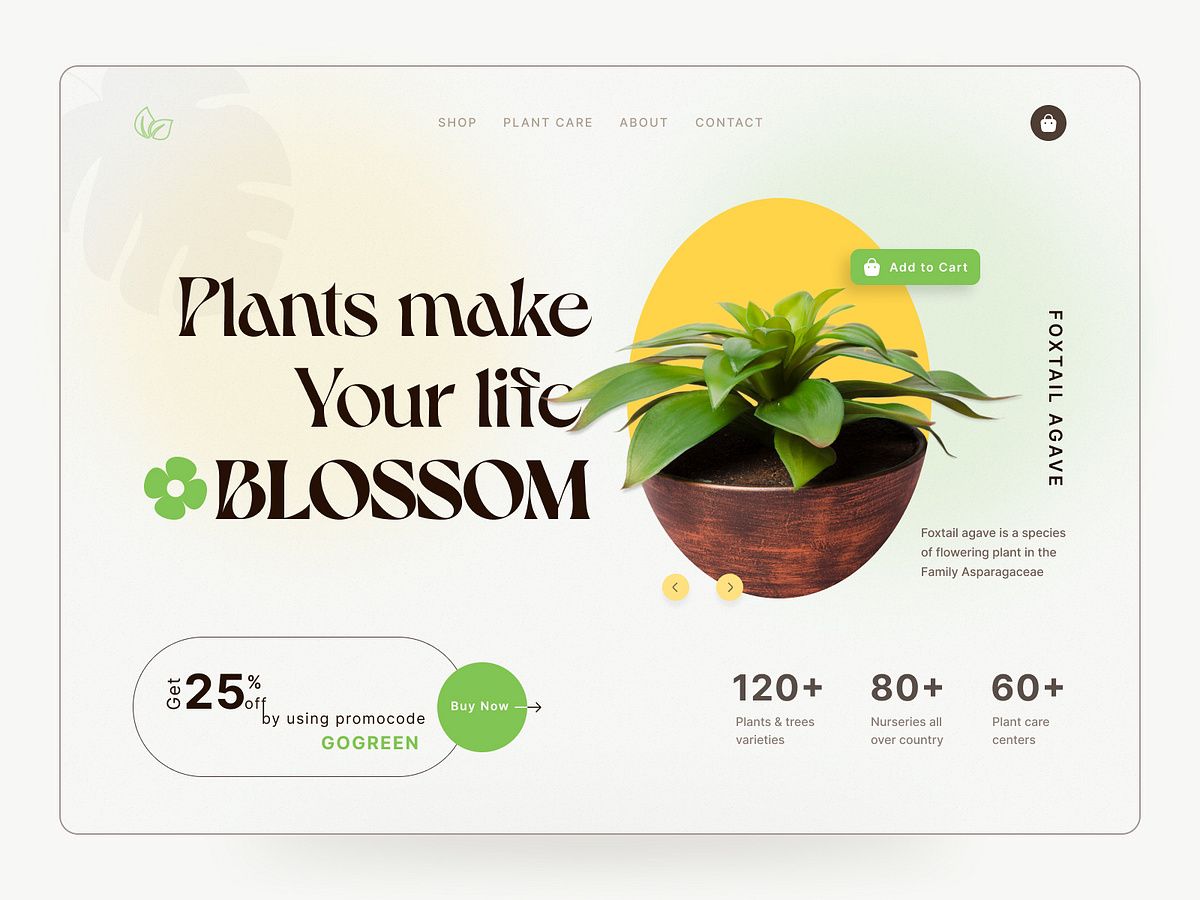 SHOP PLANT CARE ABOUT CONTACT
Add to Cart
Plants make
Your life
BLOSSOM
FOXTAIL AGAVE
Foxtail agave is a species
of flowering plant in the
Family Asparagaceae
Get 25% off
by using promocode
GOGREEN
Buy Now
120+
Plants & trees
varieties
80+
Nurseries all
over country
60+
Plant care
centers